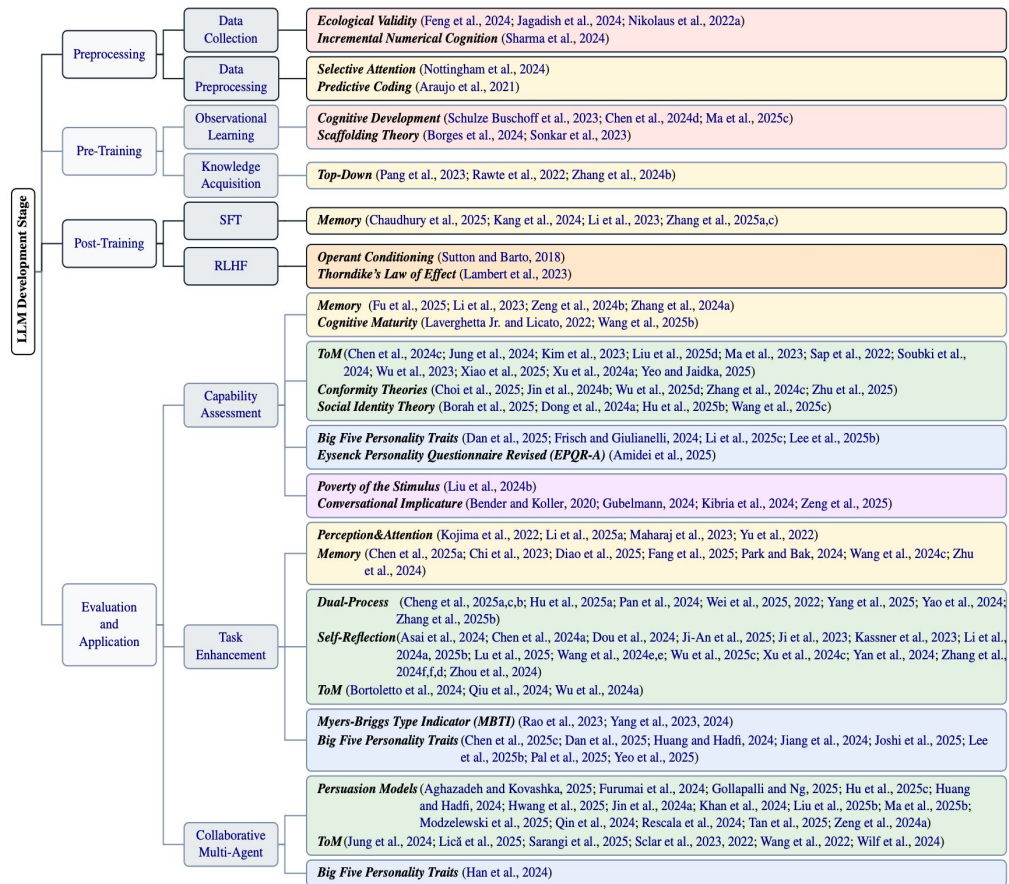 LLM Development Stage
Preprocessing
Data
Collection
Ecological Validity (Feng et al., 2024; Jagadish et al., 2024; Nikolaus et al., 2022a)
Incremental Numerical Cognition (Sharma et al., 2024)
Data
Preprocessing
Selective Attention (Nottingham et al., 2024)
Predictive Coding (Araujo et al., 2021)
Pre-Training
Observational
Learning
Cognitive Development (Schulze Buschoff et al., 2023; Chen et al., 2024d; Ma et al., 2025c)
Scaffolding Theory (Borges et al., 2024; Sonkar et al., 2023)
Knowledge
Acquisition
Top-Down (Pang et al., 2023; Rawte et al., 2022; Zhang et al., 2024b)
Post-Training
SFT
Memory (Chaudhury et al., 2025; Kang et al., 2024; Li et al., 2023; Zhang et al., 2025a,c)
RLHF
Operant Conditioning (Sutton and Barto, 2018)
Thorndike's Law of Effect (Lambert et al., 2023)
Evaluation
and
Application
Capability
Assessment
Memory (Fu et al., 2025; Li et al., 2023; Zeng et al., 2024b; Zhang et al., 2024a)
Cognitive Maturity (Laverghetta Jr. and Licato, 2022; Wang et al., 2025b)
ToM (Chen et al., 2024c; Jung et al., 2024; Kim et al., 2023; Liu et al., 2025d; Ma et al., 2023; Sap et al., 2022; Soubki et al.,
2024; Wu et al., 2023; Xiao et al., 2025; Xu et al., 2024a; Yeo and Jaidka, 2025)
Conformity Theories (Choi et al., 2025; Jin et al., 2024b; Wu et al., 2025d; Zhang et al., 2024c; Zhu et al., 2025)
Social Identity Theory (Borah et al., 2025; Dong et al., 2024a; Hu et al., 2025b; Wang et al., 2025c)
Big Five Personality Traits (Dan et al., 2025; Frisch and Giulianelli, 2024; Li et al., 2025c; Lee et al., 2025b)
Eysenck Personality Questionnaire Revised (EPQR-A) (Amidei et al., 2025)
Poverty of the Stimulus (Liu et al., 2024b)
Conversational Implicature (Bender and Koller, 2020; Gubelmann, 2024; Kibria et al., 2024; Zeng et al., 2025)
Task
Enhancement
Perception&Attention (Kojima et al., 2022; Li et al., 2025a; Maharaj et al., 2023; Yu et al., 2022)
Memory (Chen et al., 2025a; Chi et al., 2023; Diao et al., 2025; Fang et al., 2025; Park and Bak, 2024; Wang et al., 2024c; Zhu
et al., 2024)
Dual-Process (Cheng et al., 2025a,c,b; Hu et al., 2025a; Pan et al., 2024; Wei et al., 2025, 2022; Yang et al., 2025; Yao et al., 2024;
Zhang et al., 2025b)
Self-Reflection(Asai et al., 2024; Chen et al., 2024a; Dou et al., 2024; Ji-An et al., 2025; Ji et al., 2023; Kassner et al., 2023; Li et al.,
2024a, 2025b; Lu et al., 2025; Wang et al., 2024e,e; Wu et al., 2025c; Xu et al., 2024c; Yan et al., 2024; Zhang et al.,
2024f,f,d; Zhou et al., 2024)
ToM (Bortoletto et al., 2024; Qiu et al., 2024; Wu et al., 2024a)
Myers-Briggs Type Indicator (MBTI) (Rao et al., 2023; Yang et al., 2023, 2024)
Big Five Personality Traits (Chen et al., 2025c; Dan et al., 2025; Huang and Hadfi, 2024; Jiang et al., 2024; Joshi et al., 2025; Lee
et al., 2025b; Pal et al., 2025; Yeo et al., 2025)
Collaborative
Multi-Agent
Persuasion Models (Aghazadeh and Kovashka, 2025; Furumai et al., 2024; Gollapalli and Ng, 2025; Hu et al., 2025c; Huang
and Hadfi, 2024; Hwang et al., 2025; Jin et al., 2024a; Khan et al., 2024; Liu et al., 2025b; Ma et al., 2025b;
Modzelewski et al., 2025; Qin et al., 2024; Rescala et al., 2024; Tan et al., 2025; Zeng et al., 2024a)
ToM (Jung et al., 2024; Lică et al., 2025; Sarangi et al., 2025; Sclar et al., 2023, 2022; Wang et al., 2022; Wilf et al., 2024)
Big Five Personality Traits (Han et al., 2024)